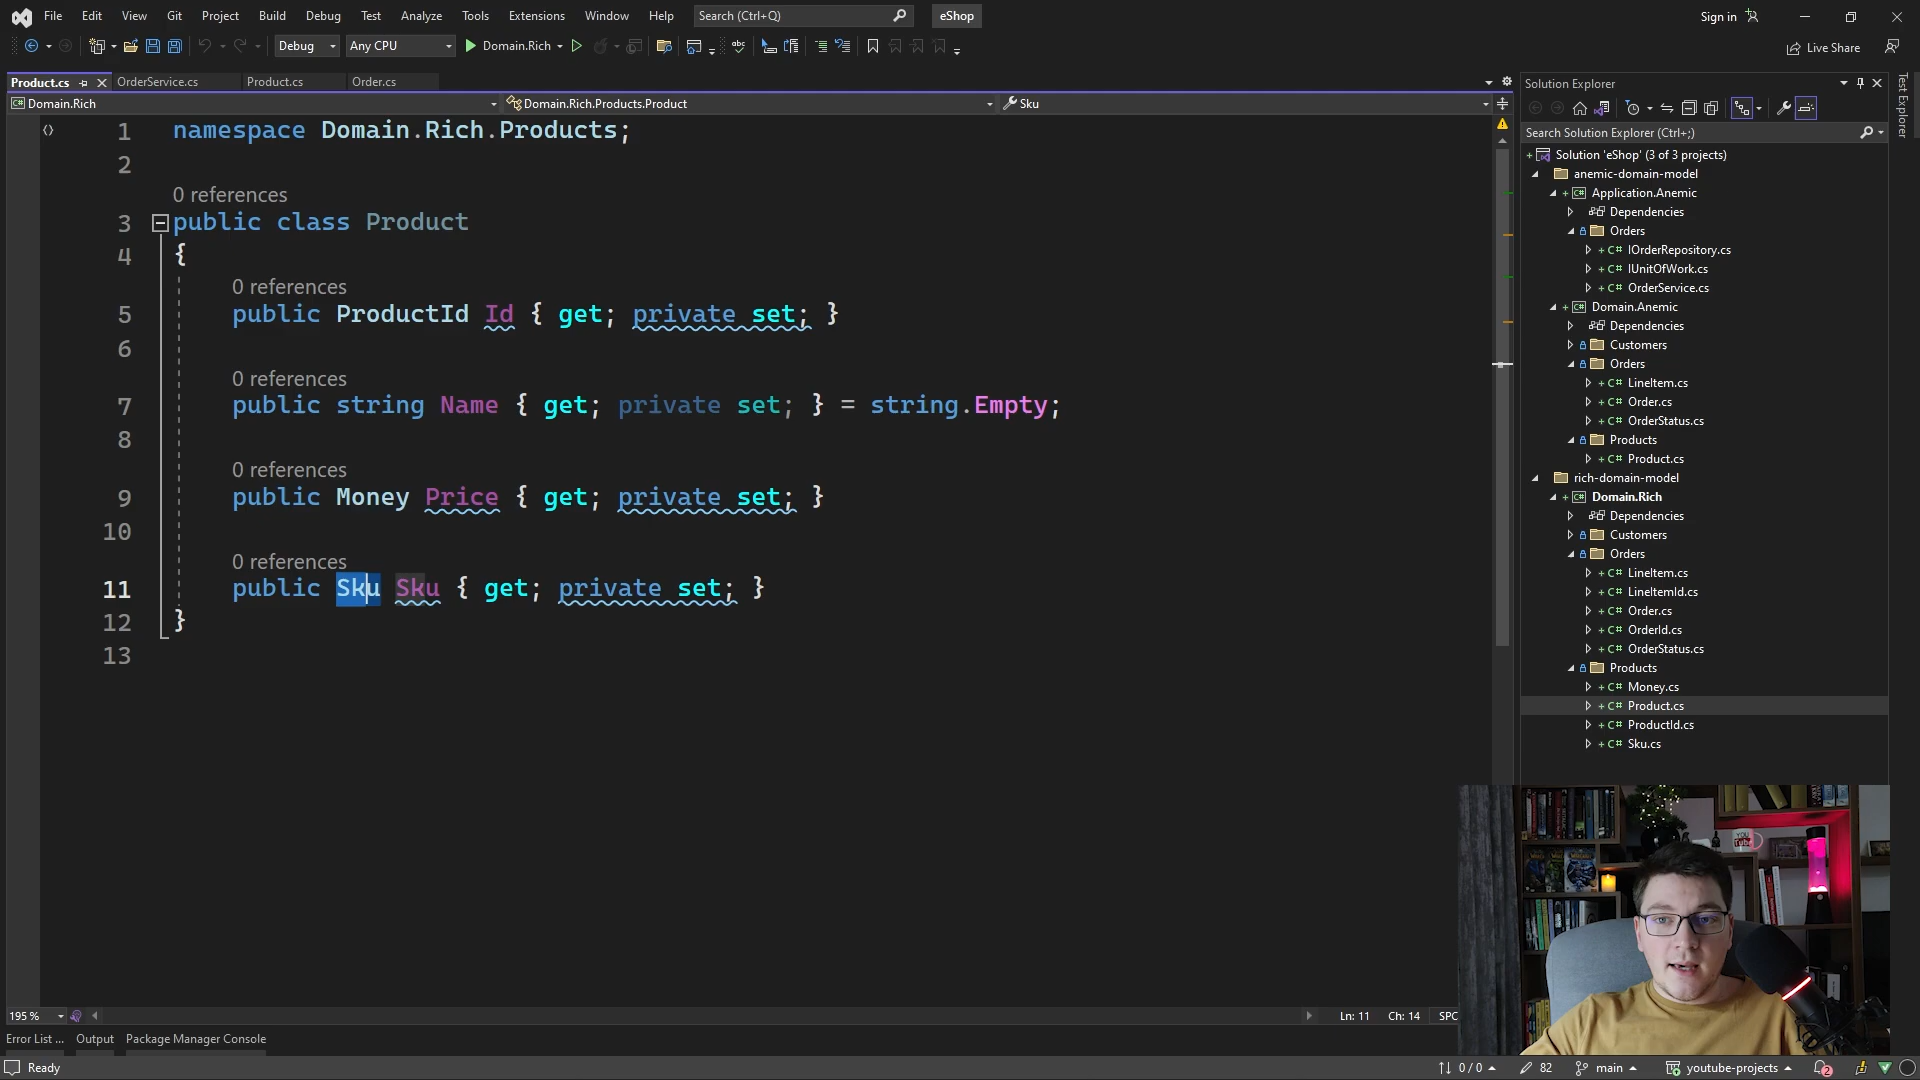 File Edit View Git Project Build Debug Test Analyze Tools Extensions Window Help Search (Ctrl+Q) eShop Sign in
Debug Any CPU Domain.Rich Live Share
Product.cs OrderService.cs Product.cs Order.cs
Domain.Rich Domain.Rich.Products.Product Sku
1 namespace Domain.Rich.Products;
2
0 references
3 public class Product
4 {
0 references
5 public ProductId Id { get; private set; }
6
0 references
7 public string Name { get; private set; } = string.Empty;
8
0 references
9 public Money Price { get; private set; }
10
0 references
11 public Sku Sku { get; private set; }
12 }
13
195 % Ln: 11 Ch: 14 SPC
Error List ... Output Package Manager Console
Ready 0 / 0 82 main youtube-projects 2
Solution Explorer
Search Solution Explorer (Ctrl+;)
Solution 'eShop' (3 of 3 projects)
anemic-domain-model
Application.Anemic
Dependencies
Orders
C# IOrderRepository.cs
C# IUnitOfWork.cs
C# OrderService.cs
Domain.Anemic
Dependencies
Customers
Orders
C# LineItem.cs
C# Order.cs
C# OrderStatus.cs
Products
C# Product.cs
rich-domain-model
Domain.Rich
Dependencies
Customers
Orders
C# LineItem.cs
C# LineItemId.cs
C# Order.cs
C# OrderId.cs
C# OrderStatus.cs
Products
C# Money.cs
C# Product.cs
C# ProductId.cs
C# Sku.cs
Test Explorer
YOU
Tube